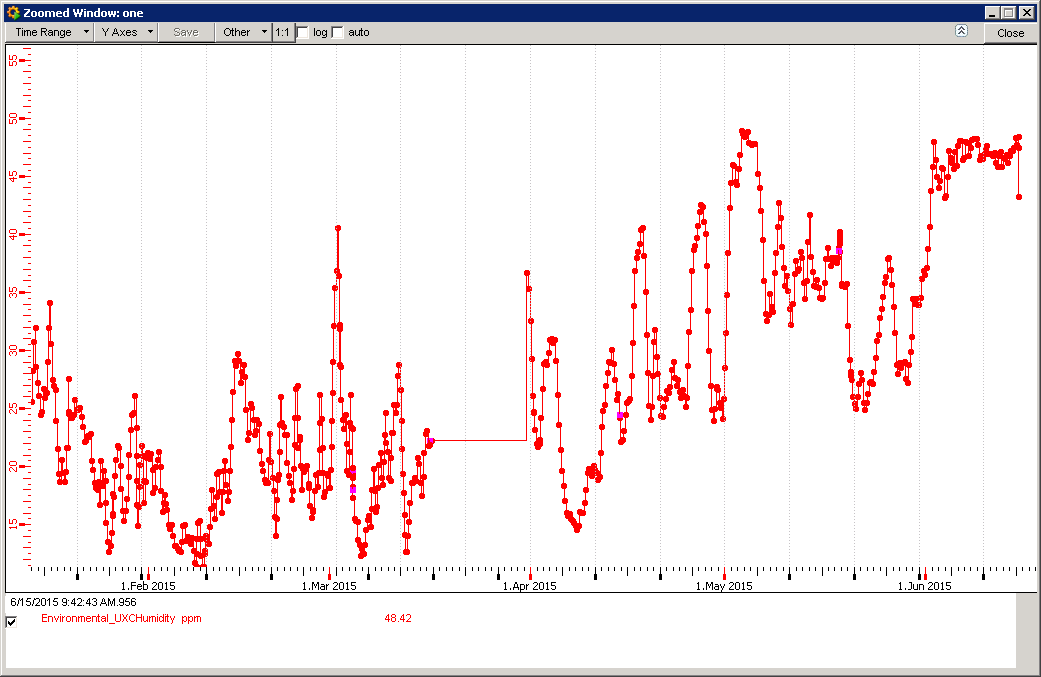 Zoomed Window: one
Time Range Y Axes Save Other 1:1 log auto Close
55
50
45
40
35
30
25
20
15
1.Feb 2015 1.Mar 2015 1.Apr 2015 1.May 2015 1.Jun 2015
6/15/2015 9:42:43 AM.956
Environmental_UXCHumidity ppm 48.42